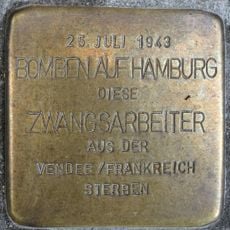 25. JULI 1943
BOMBEN AUF HAMBURG
DIESE
ZWANGSARBEITER
AUS DER
VENDEE/FRANKREICH
STERBEN